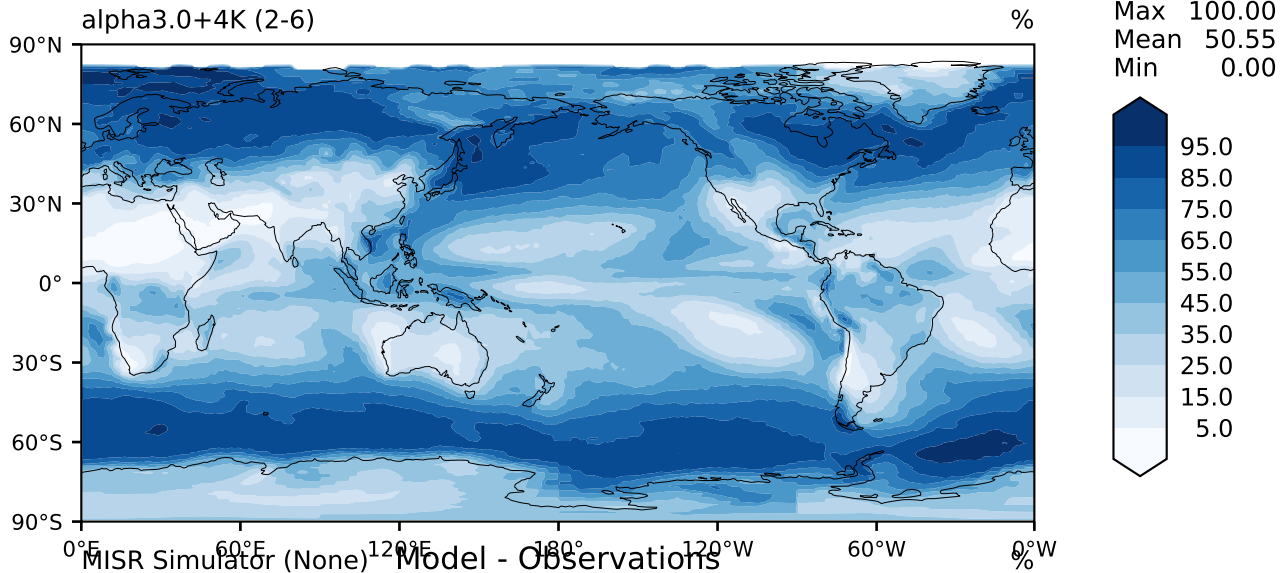 alpha3.0+4K (2-6) %
Max 100.00
Mean 50.55
Min 0.00
90°N
60°N
30°N
0°
30°S
60°S
90°S
95.0
85.0
75.0
65.0
55.0
45.0
35.0
25.0
15.0
5.0
0°E 60°E 120°E 180° 120°W 60°W 0°W
MISR Simulator (None) Model - Observations %